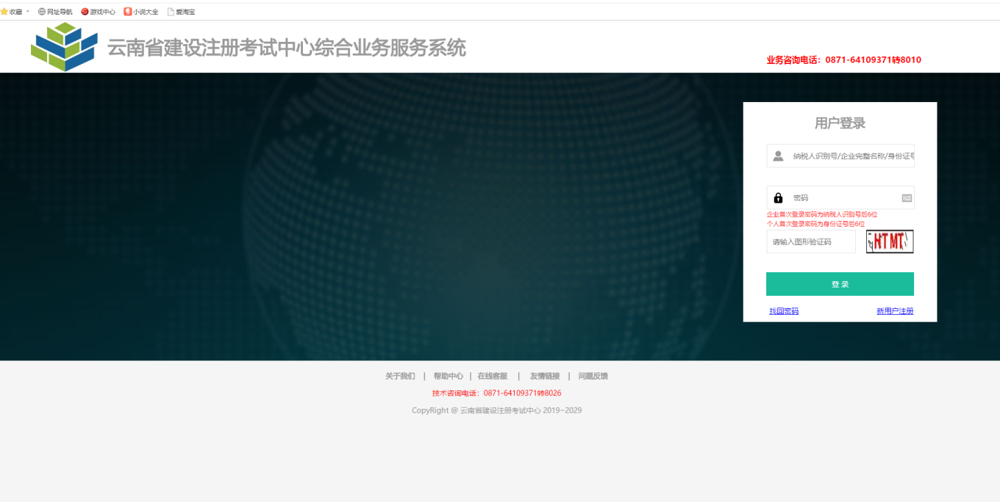 收藏 网址导航 游戏中心 小说大全 爱淘宝
云南省建设注册考试中心综合业务服务系统
业务咨询电话：0871-64109371转8010
用户登录
纳税人识别号/企业完整名称/身份证号
密码
企业首次登录密码为纳税人识别号后6位
个人首次登录密码为身份证号后6位
请输入图形验证码 HTMT
登 录
找回密码 新用户注册
关于我们 | 帮助中心 | 在线客服 | 友情链接 | 问题反馈
技术咨询电话：0871-64109371转8026
CopyRight @ 云南省建设注册考试中心 2019~2029